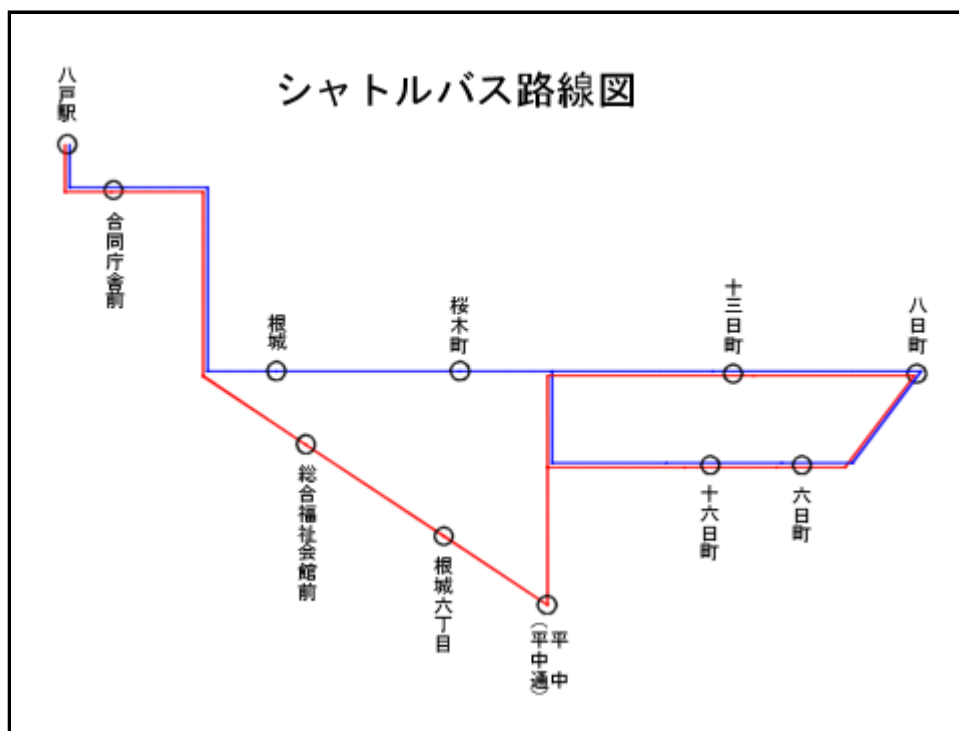 シャトルバス路線図
八戸駅
合同庁舎前
根城
桜木町
十三日町
八日町
総合福祉会館前
根城六丁目
十六日町
六日町
平中
(平中通)